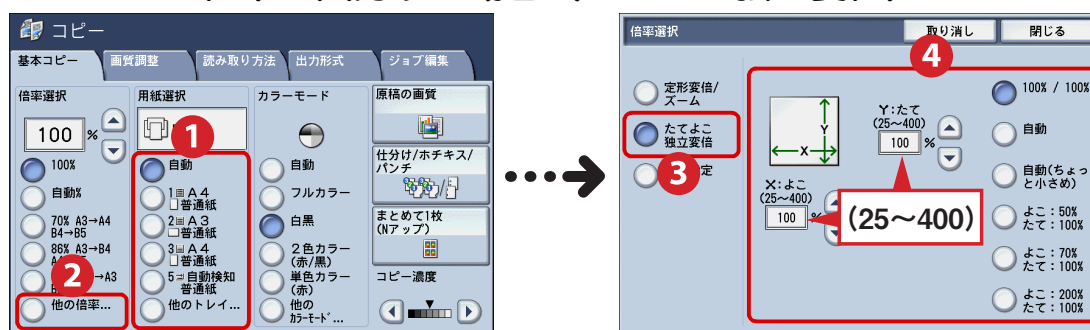 コピー
基本コピー
画質調整
読み取り方法
出力形式
ジョブ編集
倍率選択
100 %
100%
自動%
70% A3→A4
B4→B5
86% A3→B4
→A3
他の倍率...
2
用紙選択
1
自動
1 A4
普通紙
2 A3
普通紙
3 A4
普通紙
5 自動検知
普通紙
他のトレイ...
カラーモード
自動
フルカラー
白黒
2色カラー
(赤/黒)
単色カラー
(赤)
他の
カラーモード...
原稿の画質
仕分け/ホチキス/
パンチ
まとめて1枚
(Nアップ)
コピー濃度
倍率選択
取り消し
閉じる
4
定形変倍/
ズーム
たてよこ
独立変倍
3
定
Y
X
Y:たて
(25～400)
100 %
X:よこ
(25～400)
100 %
(25～400)
100% / 100%
自動
自動(ちょっ
と小さめ)
よこ:50%
たて:100%
よこ:70%
たて:100%
よこ:200%
たて:100%